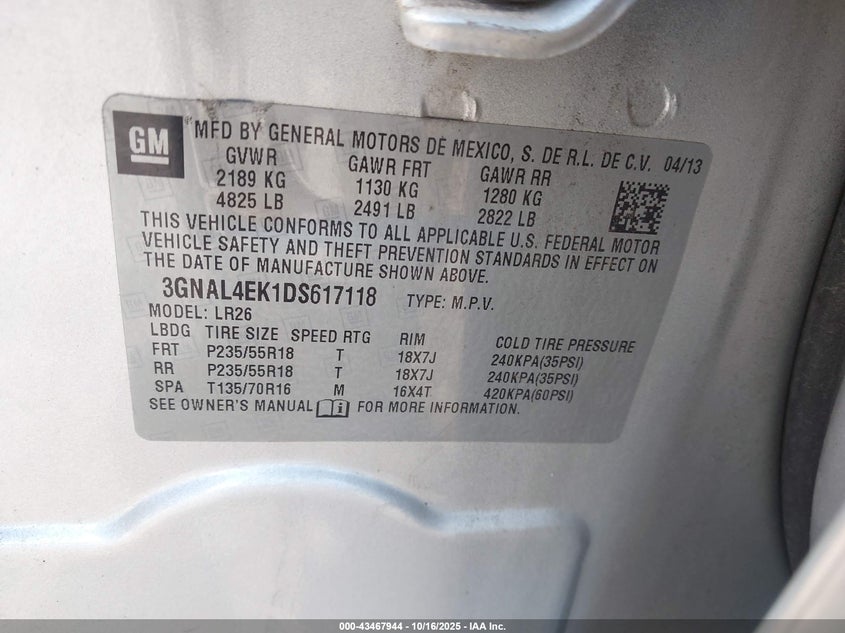 GM
MFD BY GENERAL MOTORS DE MEXICO, S. DE R.L. DE C.V. 04/13
GVWR GAWR FRT GAWR RR
2189 KG 1130 KG 1280 KG
4825 LB 2491 LB 2822 LB
THIS VEHICLE CONFORMS TO ALL APPLICABLE U.S. FEDERAL MOTOR
VEHICLE SAFETY AND THEFT PREVENTION STANDARDS IN EFFECT ON
THE DATE OF MANUFACTURE SHOWN ABOVE.
3GNAL4EK1DS617118 TYPE: M.P.V.
MODEL: LR26
LBDG TIRE SIZE SPEED RTG RIM COLD TIRE PRESSURE
FRT P235/55R18 T 18X7J 240KPA(35PSI)
RR P235/55R18 T 18X7J 240KPA(35PSI)
SPA T135/70R16 M 16X4T 420KPA(60PSI)
SEE OWNER'S MANUAL i FOR MORE INFORMATION.
000-43467944 - 10/16/2025 - IAA Inc.